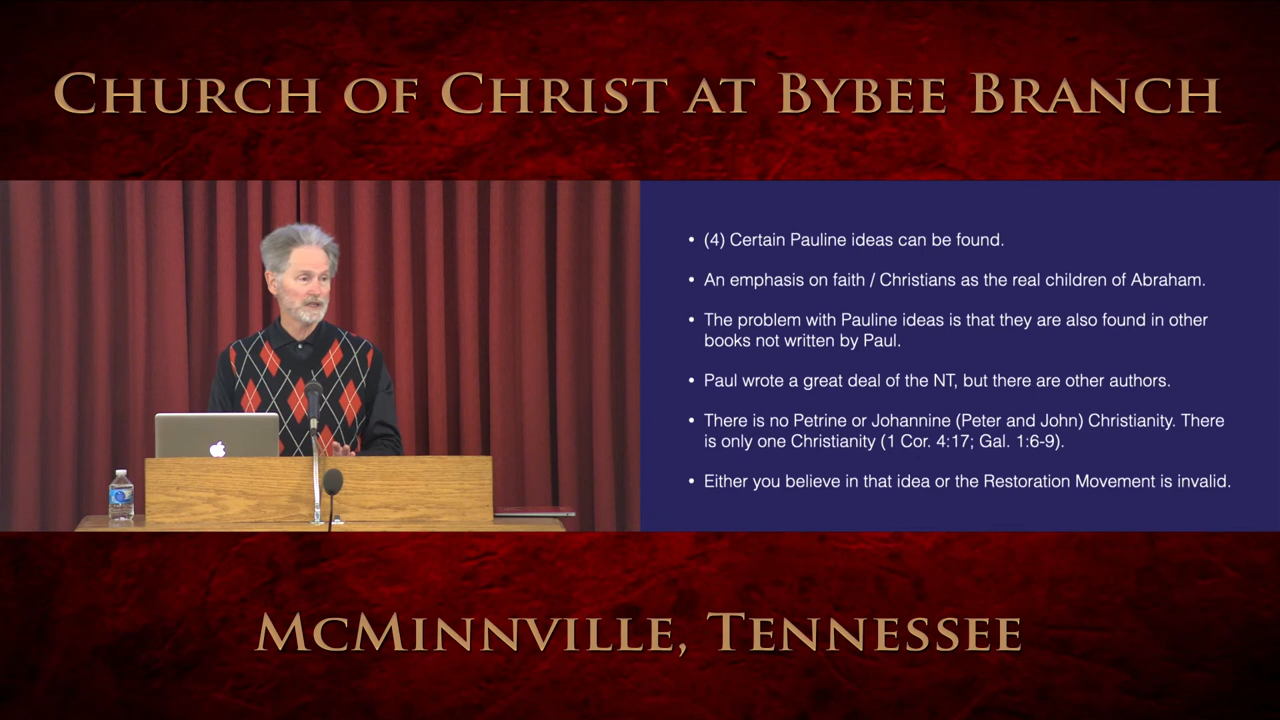 Church of Christ at Bybee Branch
• (4) Certain Pauline ideas can be found.
• An emphasis on faith / Christians as the real children of Abraham.
• The problem with Pauline ideas is that they are also found in other
books not written by Paul.
• Paul wrote a great deal of the NT, but there are other authors.
• There is no Petrine or Johannine (Peter and John) Christianity. There
is only one Christianity (1 Cor. 4:17; Gal. 1:6-9).
• Either you believe in that idea or the Restoration Movement is invalid.
McMinnville, Tennessee